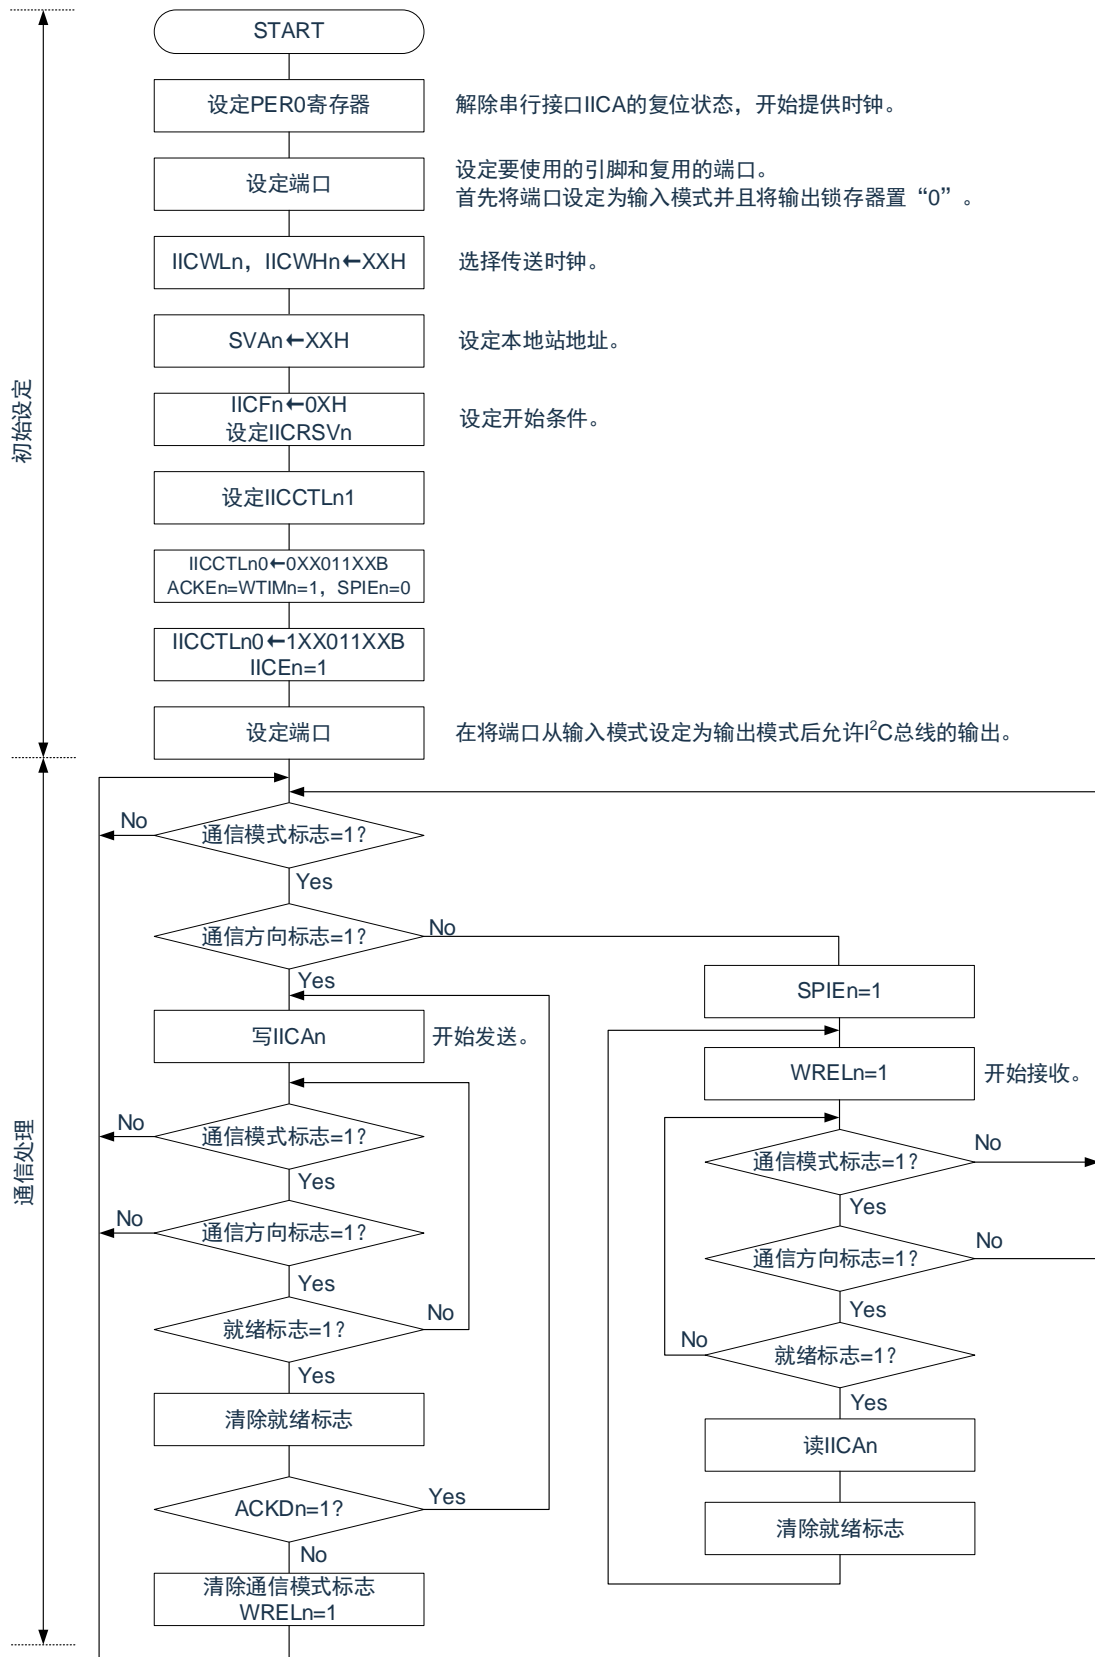 START
设定PER0寄存器
解除串行接口IICA的复位状态，开始提供时钟。
设定端口
设定要使用的引脚和复用的端口。
首先将端口设定为输入模式并且将输出锁存器置“0”。
IICWLn，IICWHn←XXH
选择传送时钟。
SVAn←XXH
设定本地站地址。
IICFn←0XH
设定IICRSVn
设定开始条件。
设定IICCTLn1
IICCTLn0←0XX011XXB
ACKEn=WTIMn=1，SPIEn=0
IICCTLn0←1XX011XXB
IICEn=1
设定端口
在将端口从输入模式设定为输出模式后允许I²C总线的输出。
初始设定
通信模式标志=1？
No
Yes
通信方向标志=1？
No
Yes
写IICAn
开始发送。
通信模式标志=1？
No
Yes
通信方向标志=1？
No
Yes
就绪标志=1？
No
Yes
清除就绪标志
ACKDn=1？
Yes
No
清除通信模式标志
WRELn=1
SPIEn=1
WRELn=1
开始接收。
通信模式标志=1？
No
Yes
通信方向标志=1？
No
Yes
就绪标志=1？
No
Yes
读IICAn
清除就绪标志
通信处理